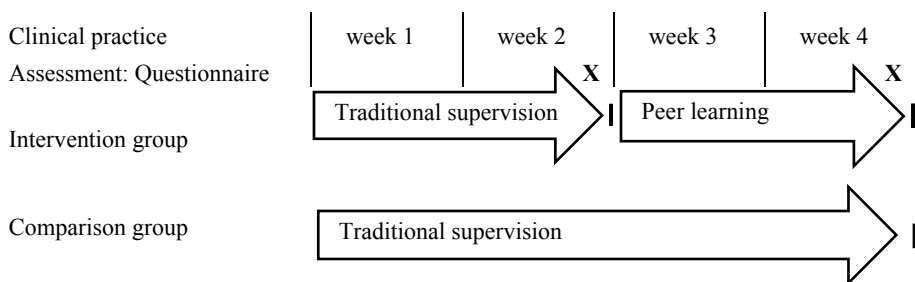 Clinical practice week 1 week 2 week 3 week 4
Assessment: Questionnaire X X
Traditional supervision Peer learning
Intervention group
Comparison group Traditional supervision